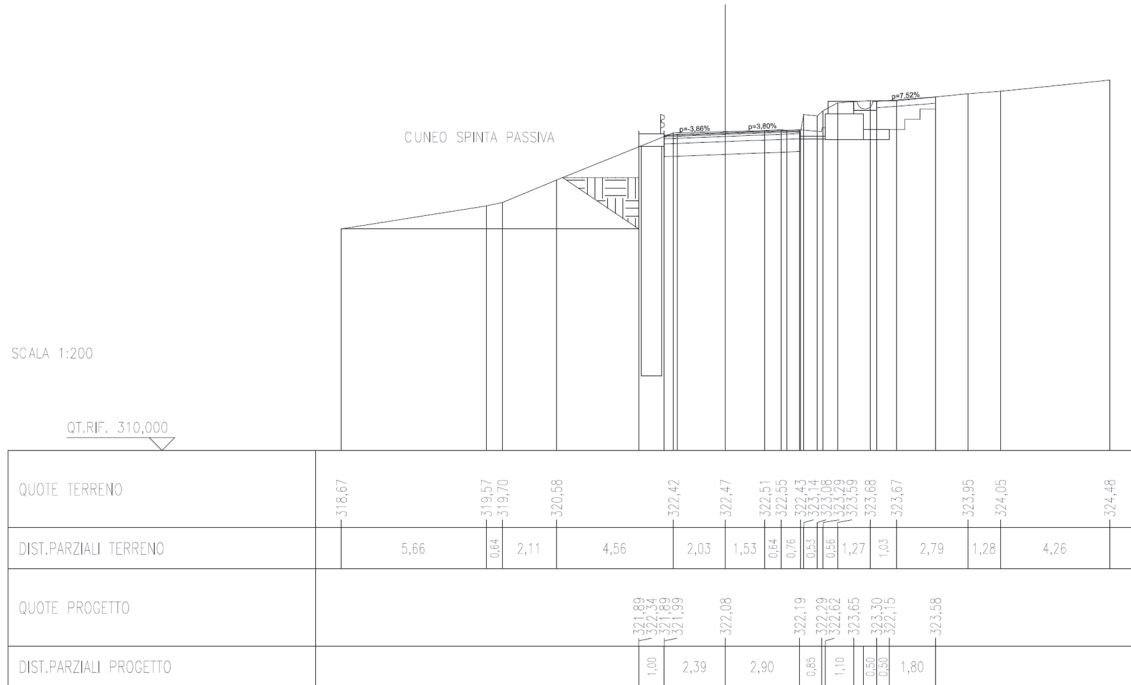 p=7,52%
p=-3,66% p=3,80%
CUNEO SPINTA PASSIVA
SCALA 1:200
QT.RIF. 310,000
QUOTE TERRENO 318,67 319,57 319,70 320,58 322,42 322,47 322,51 322,55 322,43 323,14 323,08 323,29 323,59 323,68 323,67 323,95 324,05 324,48
DIST.PARZIALI TERRENO 5,66 0,64 2,11 4,56 2,03 1,53 0,64 0,76 0,53 0,56 1,27 1,03 2,79 1,28 4,26
QUOTE PROGETTO 321,89 322,34 321,89 321,99 322,08 322,19 322,29 322,62 323,65 323,30 322,15 323,58
DIST.PARZIALI PROGETTO 1,00 2,39 2,90 0,85 1,10 0,50 0,50 1,80